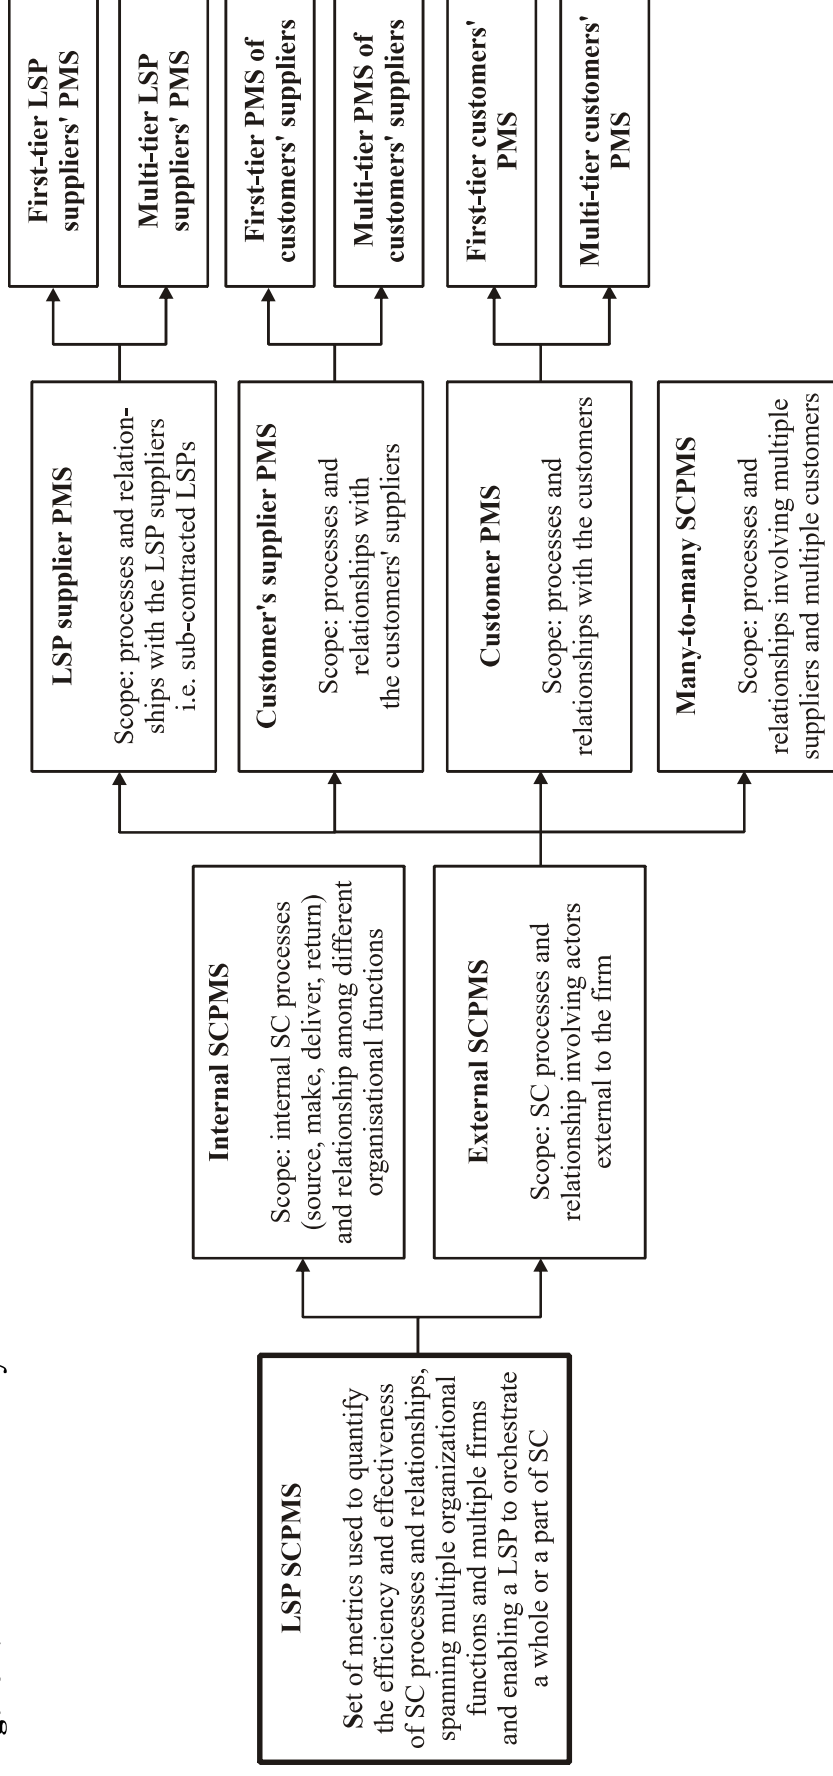 LSP SCPMS
Set of metrics used to quantify
the efficiency and effectiveness
of SC processes and relationships,
spanning multiple organizational
functions and multiple firms
and enabling a LSP to orchestrate
a whole or a part of SC
Internal SCPMS
Scope: internal SC processes
(source, make, deliver, return)
and relationship among different
organisational functions
External SCPMS
Scope: SC processes and
relationship involving actors
external to the firm
LSP supplier PMS
Scope: processes and relation-
ships with the LSP suppliers
i.e. sub-contracted LSPs
Customer's supplier PMS
Scope: processes and
relationships with
the customers' suppliers
Customer PMS
Scope: processes and
relationships with the customers
Many-to-many SCPMS
Scope: processes and
relationships involving multiple
suppliers and multiple customers
First-tier LSP
suppliers' PMS
Multi-tier LSP
suppliers' PMS
First-tier PMS of
customers' suppliers
Multi-tier PMS of
customers' suppliers
First-tier customers'
PMS
Multi-tier customers'
PMS